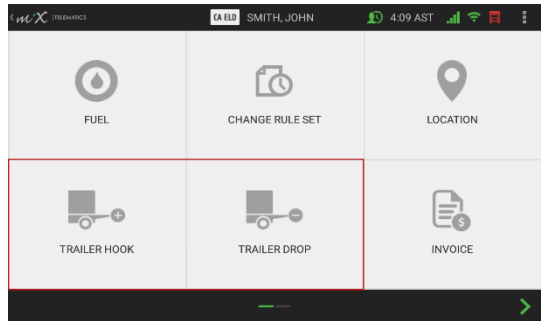 MiX TELEMATICS CA ELD SMITH, JOHN 4:09 AST
FUEL CHANGE RULE SET LOCATION
TRAILER HOOK TRAILER DROP INVOICE